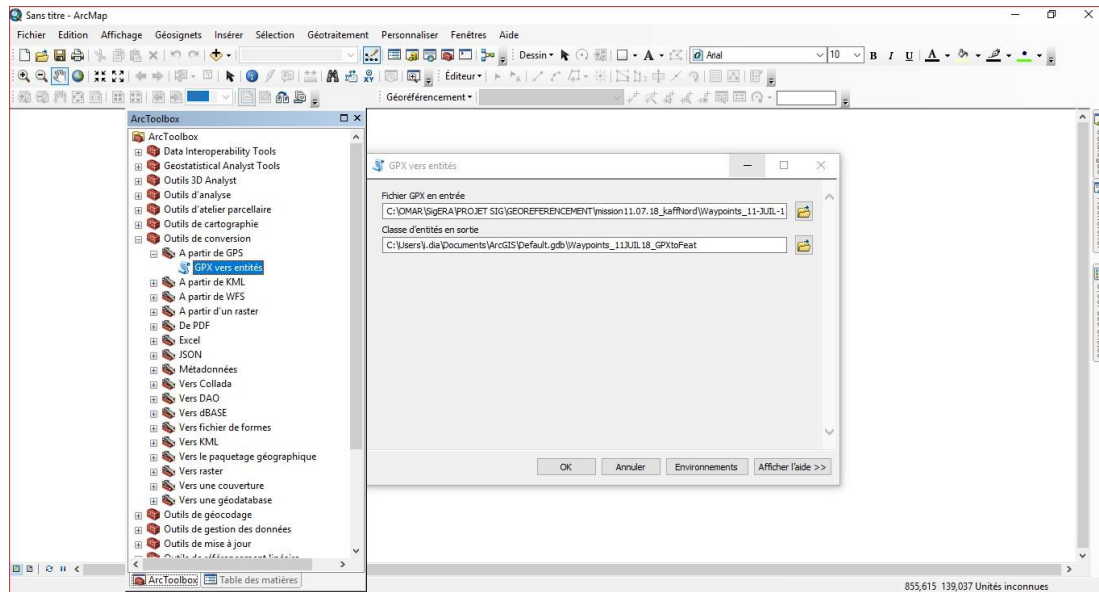 Sans titre - ArcMap
Fichier Edition Affichage Géosignets Insérer Sélection Géotraitement Personnaliser Fenêtres Aide
Dessin A Arial 10 B I U A
Éditeur
Géoréférencement
ArcToolbox
ArcToolbox
Data Interoperability Tools
Geostatistical Analyst Tools
Outils 3D Analyst
Outils d'analyse
Outils d'atelier parcellaire
Outils de cartographie
Outils de conversion
A partir de GPS
GPX vers entités
A partir de KML
A partir de WFS
A partir d'un raster
De PDF
Excel
JSON
Métadonnées
Vers Collada
Vers DAO
Vers dBASE
Vers fichier de formes
Vers KML
Vers le paquetage géographique
Vers raster
Vers une couverture
Vers une géodatabase
Outils de géocodage
Outils de gestion des données
Outils de mise à jour
ArcToolbox Table des matières
GPX vers entités
Fichier GPX en entrée
C:\OMAR\SigERA\PROJET SIG\GEOREFERENCEMENT\mission11.07.18_kaffNord\Waypoints_11-JUIL-1
Classe d'entités en sortie
C:\Users\j.dia\Documents\ArcGIS\Default.gdb\Waypoints_11JUIL18_GPXtoFeat
OK Annuler Environnements Afficher l'aide >>
855,615 139,037 Unités inconnues